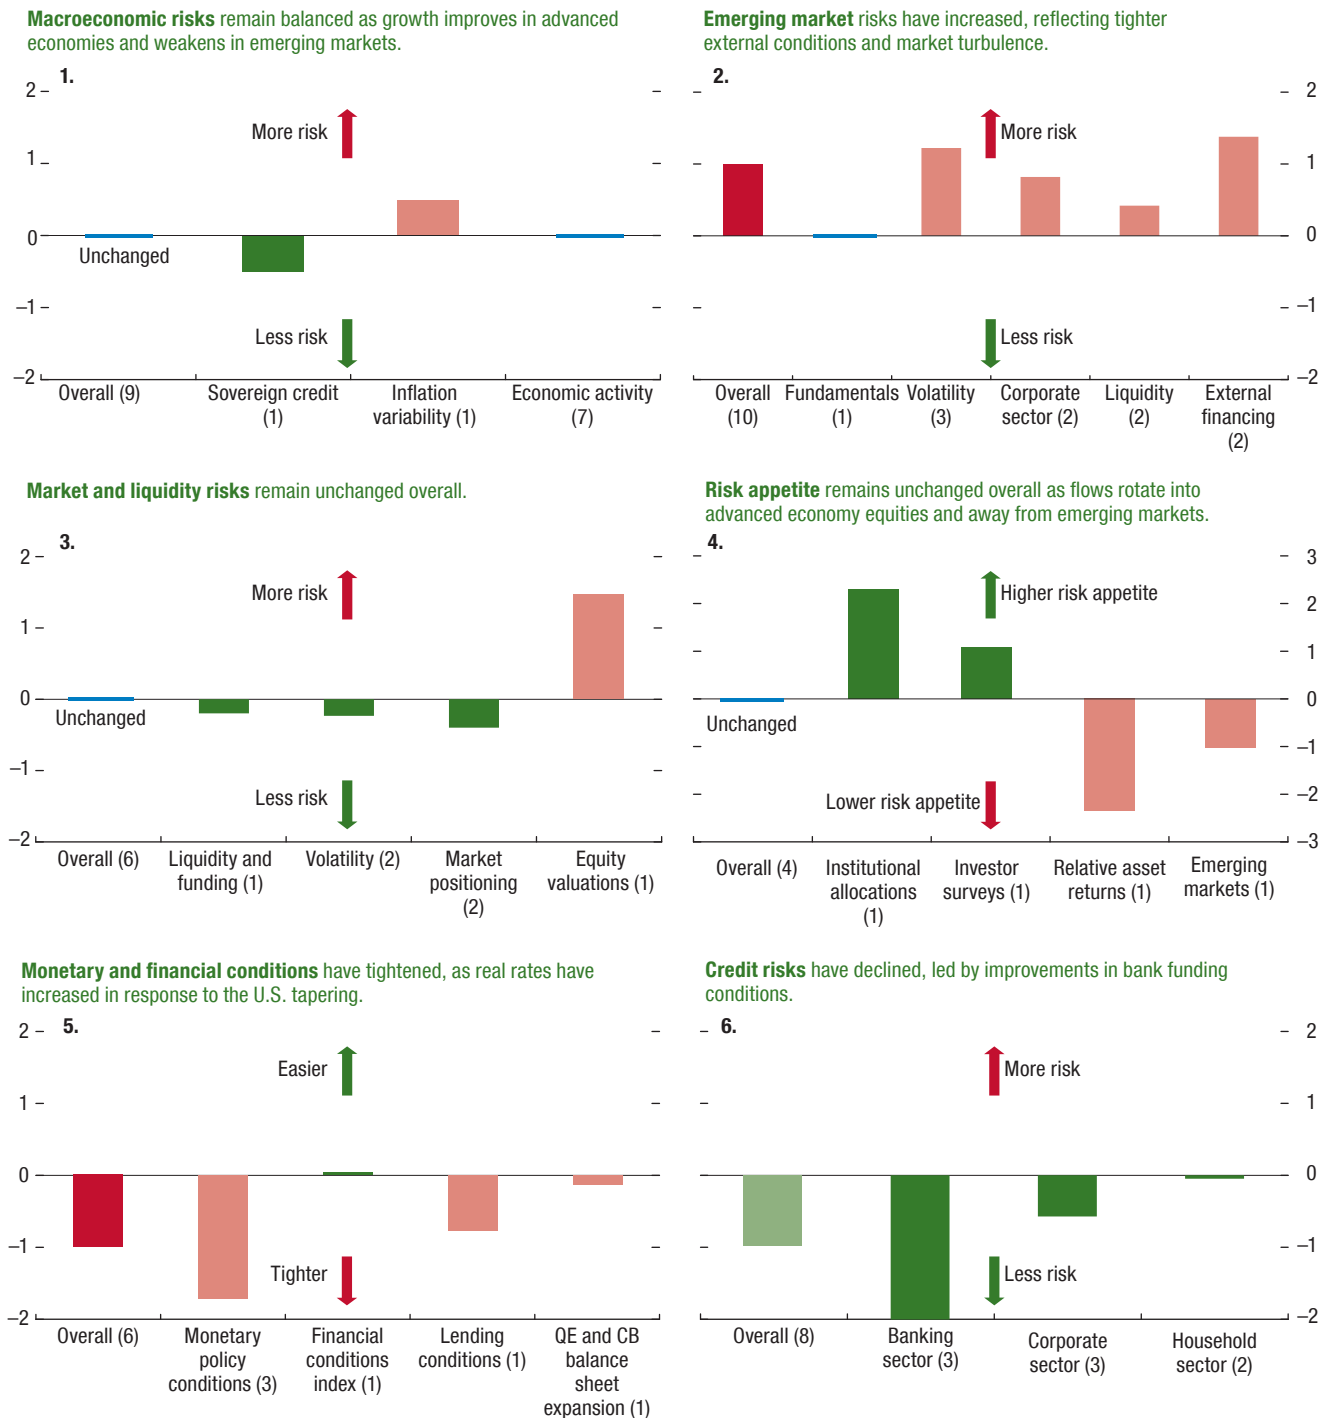 Macroeconomic risks remain balanced as growth improves in advanced
economies and weakens in emerging markets.
1.
2
1
0
–1
–2
More risk
Unchanged
Less risk
Overall (9)
Sovereign credit
(1)
Inflation
variability (1)
Economic activity
(7)
Emerging market risks have increased, reflecting tighter
external conditions and market turbulence.
2.
2
1
0
–1
–2
More risk
Less risk
Overall
(10)
Fundamentals
(1)
Volatility
(3)
Corporate
sector (2)
Liquidity
(2)
External
financing
(2)
Market and liquidity risks remain unchanged overall.
3.
2
1
0
–1
–2
More risk
Unchanged
Less risk
Overall (6)
Liquidity and
funding (1)
Volatility (2)
Market
positioning
(2)
Equity
valuations (1)
Risk appetite remains unchanged overall as flows rotate into
advanced economy equities and away from emerging markets.
4.
3
2
1
0
–1
–2
–3
Higher risk appetite
Unchanged
Lower risk appetite
Overall (4)
Institutional
allocations
(1)
Investor
surveys (1)
Relative asset
returns (1)
Emerging
markets (1)
Monetary and financial conditions have tightened, as real rates have
increased in response to the U.S. tapering.
5.
2
1
0
–1
–2
Easier
Tighter
Overall (6)
Monetary
policy
conditions (3)
Financial
conditions
index (1)
Lending
conditions (1)
QE and CB
balance
sheet
expansion (1)
Credit risks have declined, led by improvements in bank funding
conditions.
6.
2
1
0
–1
–2
More risk
Less risk
Overall (8)
Banking
sector (3)
Corporate
sector (3)
Household
sector (2)